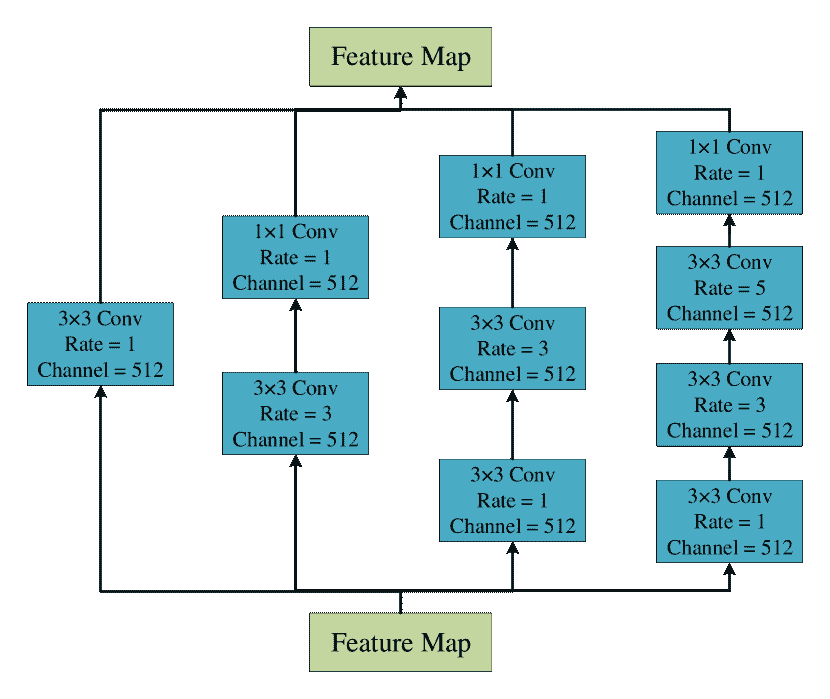 Feature Map
1×1 Conv
Rate = 1
Channel = 512
1×1 Conv
Rate = 1
Channel = 512
1×1 Conv
Rate = 1
Channel = 512
3×3 Conv
Rate = 5
Channel = 512
3×3 Conv
Rate = 1
Channel = 512
3×3 Conv
Rate = 3
Channel = 512
3×3 Conv
Rate = 3
Channel = 512
3×3 Conv
Rate = 3
Channel = 512
3×3 Conv
Rate = 1
Channel = 512
3×3 Conv
Rate = 1
Channel = 512
Feature Map